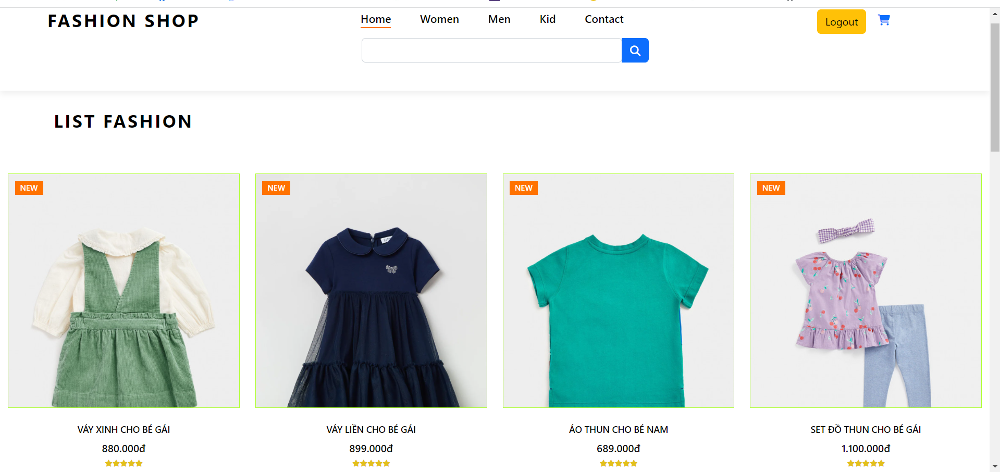 FASHION SHOP
Home Women Men Kid Contact
Logout
LIST FASHION
NEW NEW NEW NEW
VÁY XINH CHO BÉ GÁI VÁY LIỀN CHO BÉ GÁI ÁO THUN CHO BÉ NAM SET ĐỒ THUN CHO BÉ GÁI
880.000đ 899.000đ 689.000đ 1.100.000đ